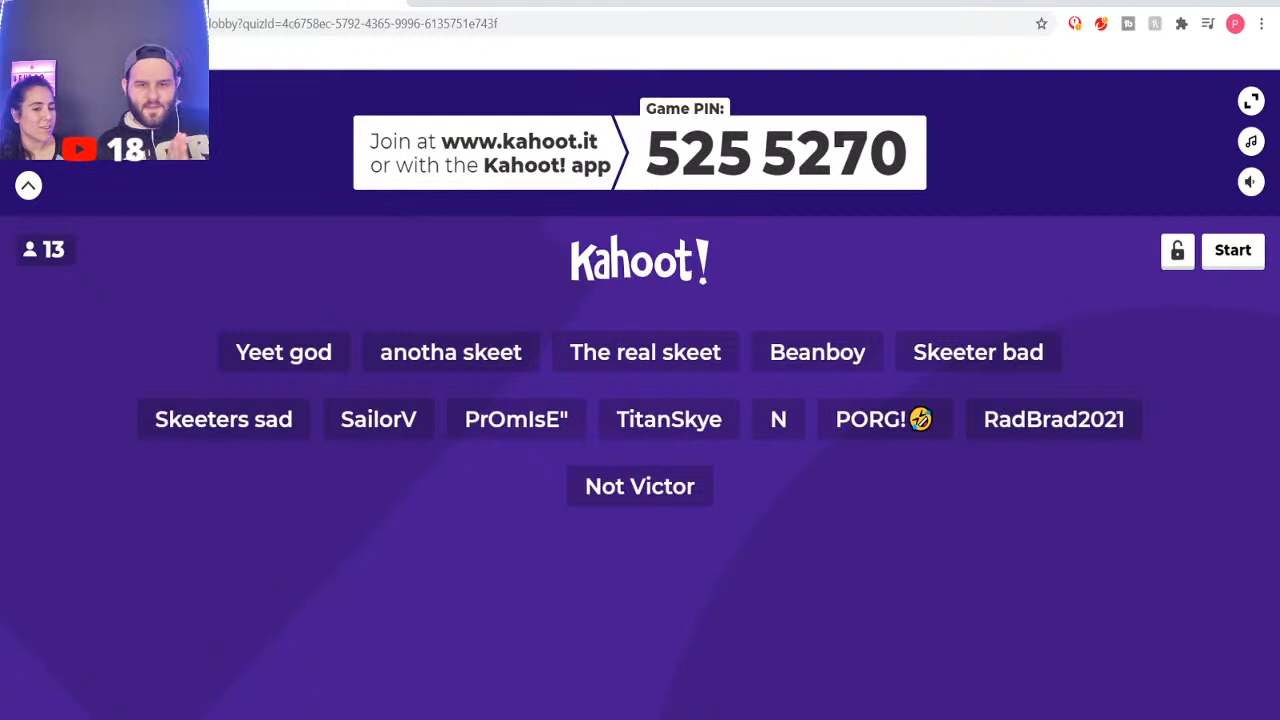 lobby?quizId=4c6758ec-5792-4365-9996-6135751e743f
P
Game PIN:
Join at www.kahoot.it
or with the Kahoot! app
525 5270
18
13
Kahoot!
Start
Yeet god anotha skeet The real skeet Beanboy Skeeter bad
Skeeters sad SailorV PrOmIsE" TitanSkye N PORG!🤣 RadBrad2021
Not Victor